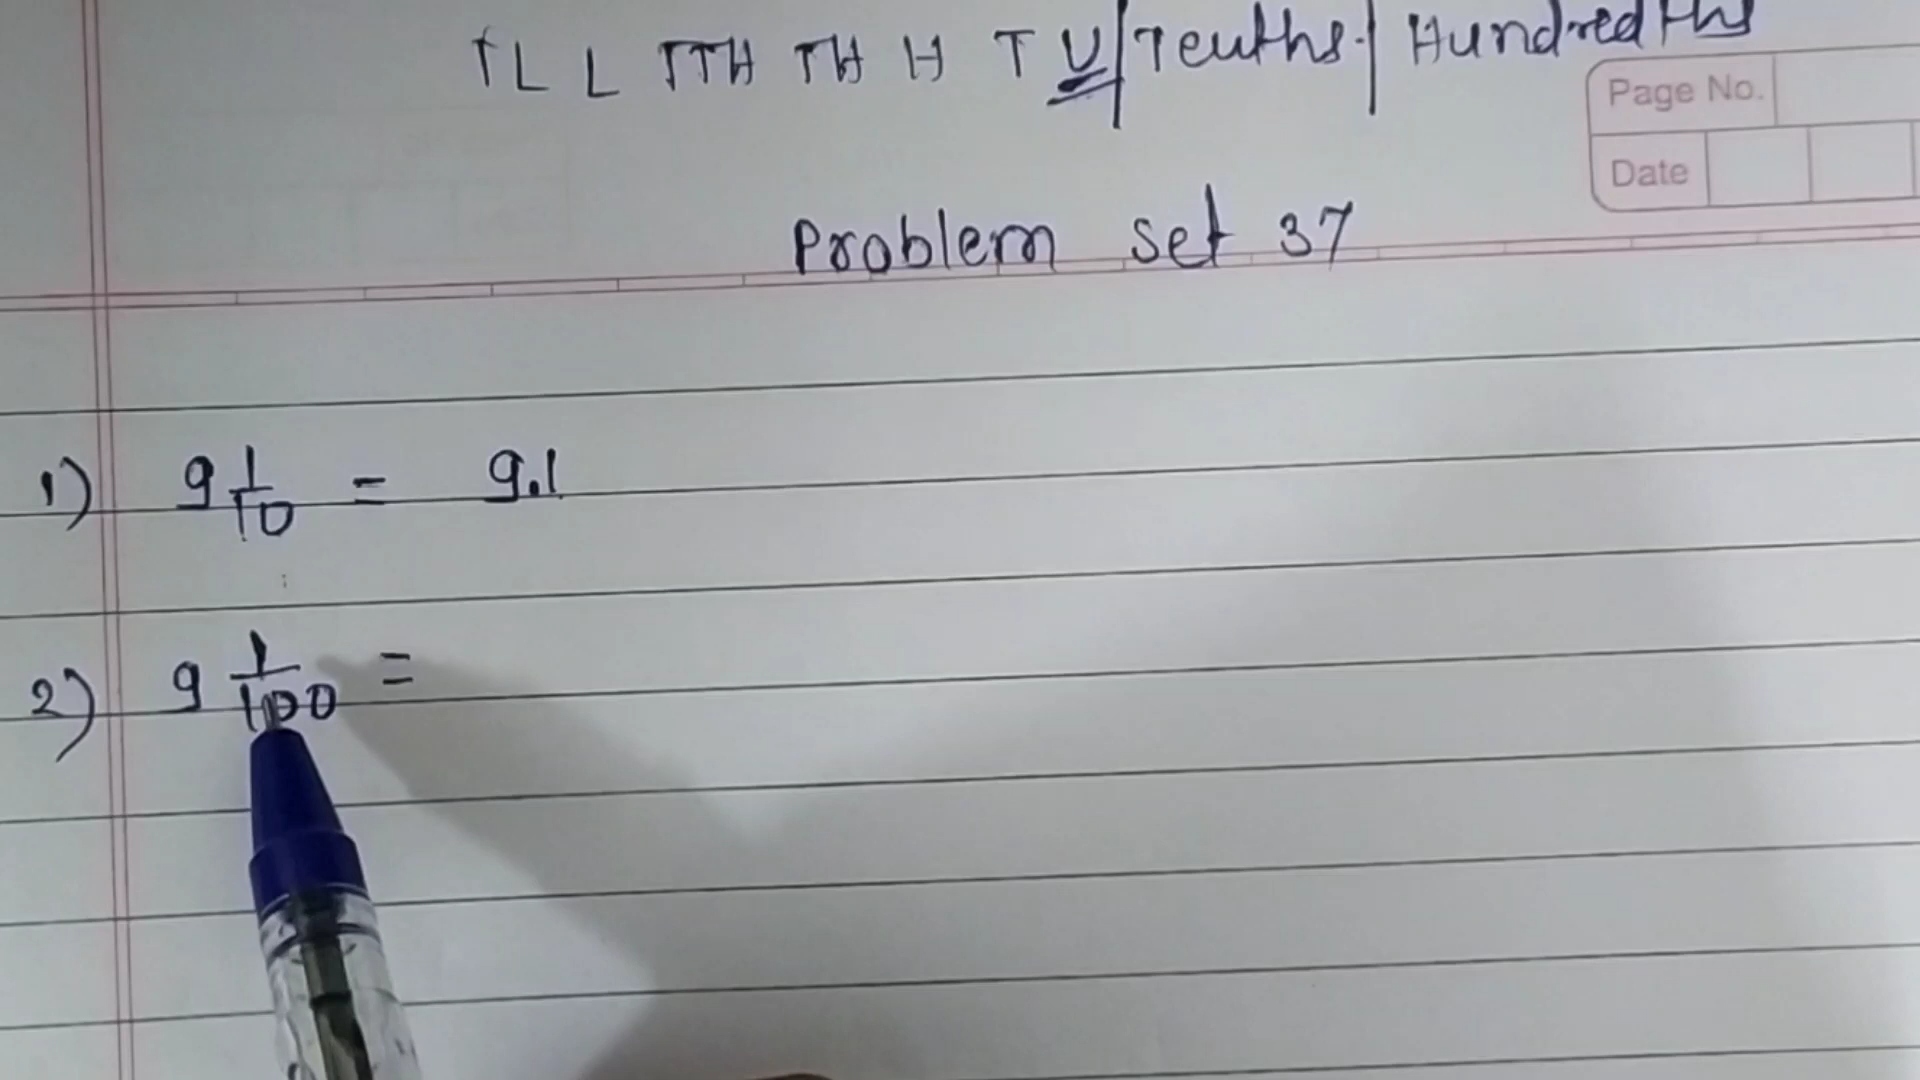 TL L TTH TH H T U/Tenths./Hundredths
Page No.
Date
Problem set 37
1) 9 1/10 = 9.1
2) 9 1/100 =